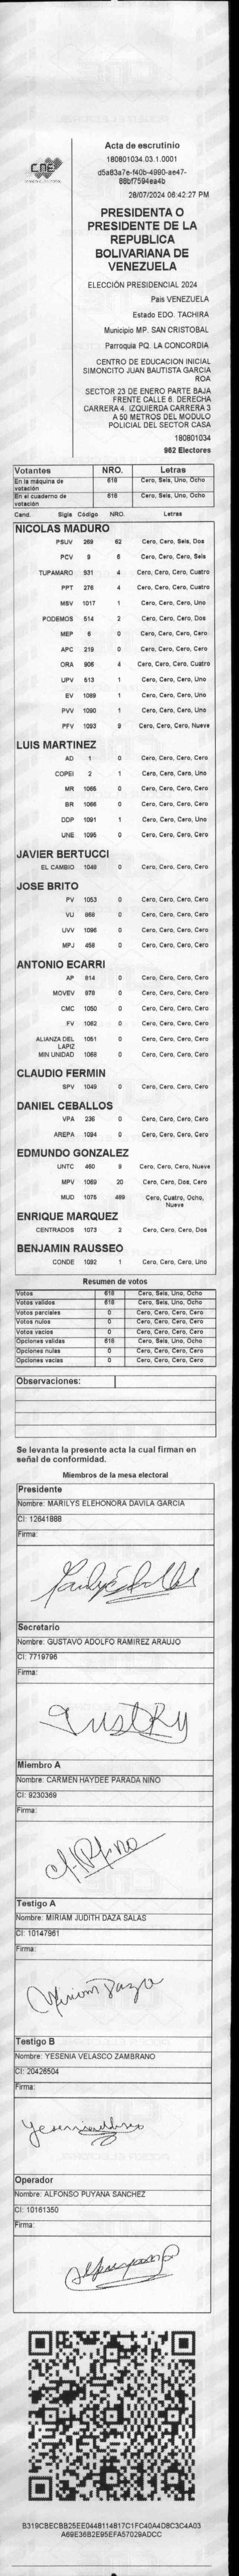 CNE
Acta de escrutinio
180801034.03.1.0001
d5a83a7e-f40b-4990-ae47-
88bf7594ea4b
28/07/2024 06:42:27 PM
PRESIDENTA O
PRESIDENTE DE LA
REPUBLICA
BOLIVARIANA DE
VENEZUELA
ELECCIÓN PRESIDENCIAL 2024
Pais VENEZUELA
Estado EDO. TACHIRA
Municipio MP. SAN CRISTOBAL
Parroquia PQ. LA CONCORDIA
CENTRO DE EDUCACION INICIAL
SIMONCITO JUAN BAUTISTA GARCIA
ROA
SECTOR 23 DE ENERO PARTE BAJA
FRENTE CALLE 6. DERECHA
CARRERA 4. IZQUIERDA CARRERA 3
A 50 METROS DEL MODULO
POLICIAL DEL SECTOR CASA
180801034
962 Electores
Votantes NRO. Letras
En la máquina de votación 618 Cero, Seis, Uno, Ocho
En el cuaderno de votación 618 Cero, Seis, Uno, Ocho
Cand. Sigla Código NRO. Letras
NICOLAS MADURO
PSUV 269 62 Cero, Cero, Seis, Dos
PCV 9 6 Cero, Cero, Cero, Seis
TUPAMARO 931 4 Cero, Cero, Cero, Cuatro
PPT 276 4 Cero, Cero, Cero, Cuatro
MSV 1017 1 Cero, Cero, Cero, Uno
PODEMOS 514 2 Cero, Cero, Cero, Dos
MEP 6 0 Cero, Cero, Cero, Cero
APC 219 0 Cero, Cero, Cero, Cero
ORA 906 4 Cero, Cero, Cero, Cuatro
UPV 513 1 Cero, Cero, Cero, Uno
EV 1089 1 Cero, Cero, Cero, Uno
PVV 1090 1 Cero, Cero, Cero, Uno
PFV 1093 9 Cero, Cero, Cero, Nueve
LUIS MARTINEZ
AD 1 0 Cero, Cero, Cero, Cero
COPEI 2 1 Cero, Cero, Cero, Uno
MR 1065 0 Cero, Cero, Cero, Cero
BR 1066 0 Cero, Cero, Cero, Cero
DDP 1091 1 Cero, Cero, Cero, Uno
UNE 1095 0 Cero, Cero, Cero, Cero
JAVIER BERTUCCI
EL CAMBIO 1048 0 Cero, Cero, Cero, Cero
JOSE BRITO
PV 1053 0 Cero, Cero, Cero, Cero
VU 868 0 Cero, Cero, Cero, Cero
UVV 1096 0 Cero, Cero, Cero, Cero
MPJ 458 0 Cero, Cero, Cero, Cero
ANTONIO ECARRI
AP 814 0 Cero, Cero, Cero, Cero
MOVEV 978 0 Cero, Cero, Cero, Cero
CMC 1050 0 Cero, Cero, Cero, Cero
FV 1062 0 Cero, Cero, Cero, Cero
ALIANZA DEL LAPIZ 1051 0 Cero, Cero, Cero, Cero
MIN UNIDAD 1068 0 Cero, Cero, Cero, Cero
CLAUDIO FERMIN
SPV 1049 0 Cero, Cero, Cero, Cero
DANIEL CEBALLOS
VPA 236 0 Cero, Cero, Cero, Cero
AREPA 1094 0 Cero, Cero, Cero, Cero
EDMUNDO GONZALEZ
UNTC 460 9 Cero, Cero, Cero, Nueve
MPV 1069 20 Cero, Cero, Dos, Cero
MUD 1076 489 Cero, Cuatro, Ocho, Nueve
ENRIQUE MARQUEZ
CENTRADOS 1073 2 Cero, Cero, Cero, Dos
BENJAMIN RAUSSEO
CONDE 1092 1 Cero, Cero, Cero, Uno
Resumen de votos
Votos 618 Cero, Seis, Uno, Ocho
Votos validos 618 Cero, Seis, Uno, Ocho
Votos parciales 0 Cero, Cero, Cero, Cero
Votos nulos 0 Cero, Cero, Cero, Cero
Votos vacios 0 Cero, Cero, Cero, Cero
Opciones validas 618 Cero, Seis, Uno, Ocho
Opciones nulas 0 Cero, Cero, Cero, Cero
Opciones vacias 0 Cero, Cero, Cero, Cero
Observaciones:
Se levanta la presente acta la cual firman en
señal de conformidad.
Miembros de la mesa electoral
Presidente
Nombre: MARILYS ELEHONORA DAVILA GARCIA
CI: 12641888
Firma:
Secretario
Nombre: GUSTAVO ADOLFO RAMIREZ ARAUJO
CI: 7719796
Firma:
Miembro A
Nombre: CARMEN HAYDEE PARADA NIÑO
CI: 9230369
Firma:
Testigo A
Nombre: MIRIAM JUDITH DAZA SALAS
CI: 10147961
Firma:
Miriam Daza
Testigo B
Nombre: YESENIA VELASCO ZAMBRANO
CI: 20426504
Firma:
Operador
Nombre: ALFONSO PUYANA SANCHEZ
CI: 10161350
Firma:
B319CBECBB25EE0448114817C1FC40A4D8C3C4A03
A69E36B2E95EFA57029ADCC